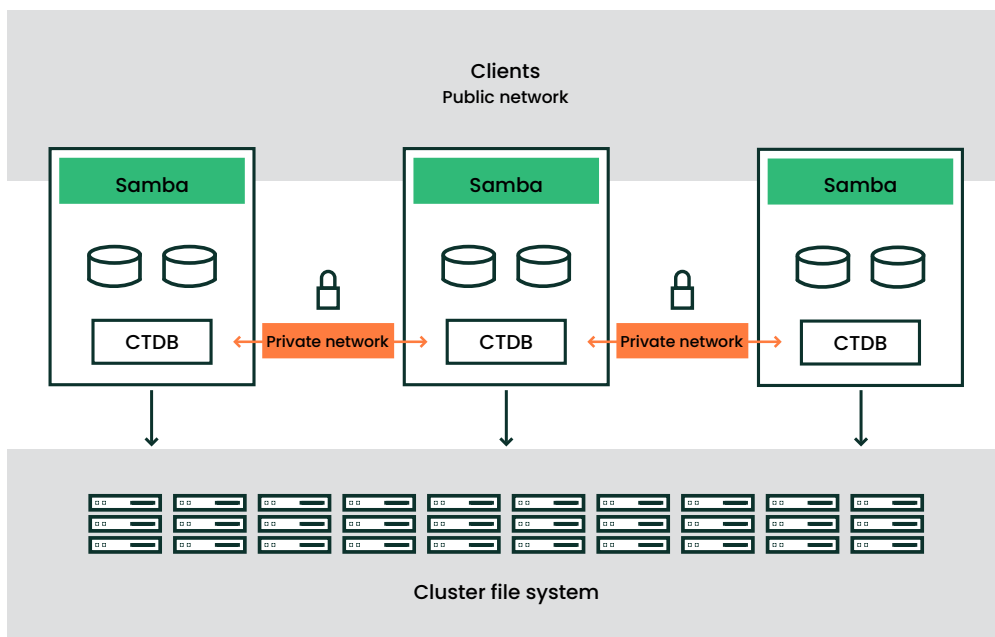 Clients
Public network
Samba
Samba
Samba
CTDB
Private network
CTDB
Private network
CTDB
Cluster file system